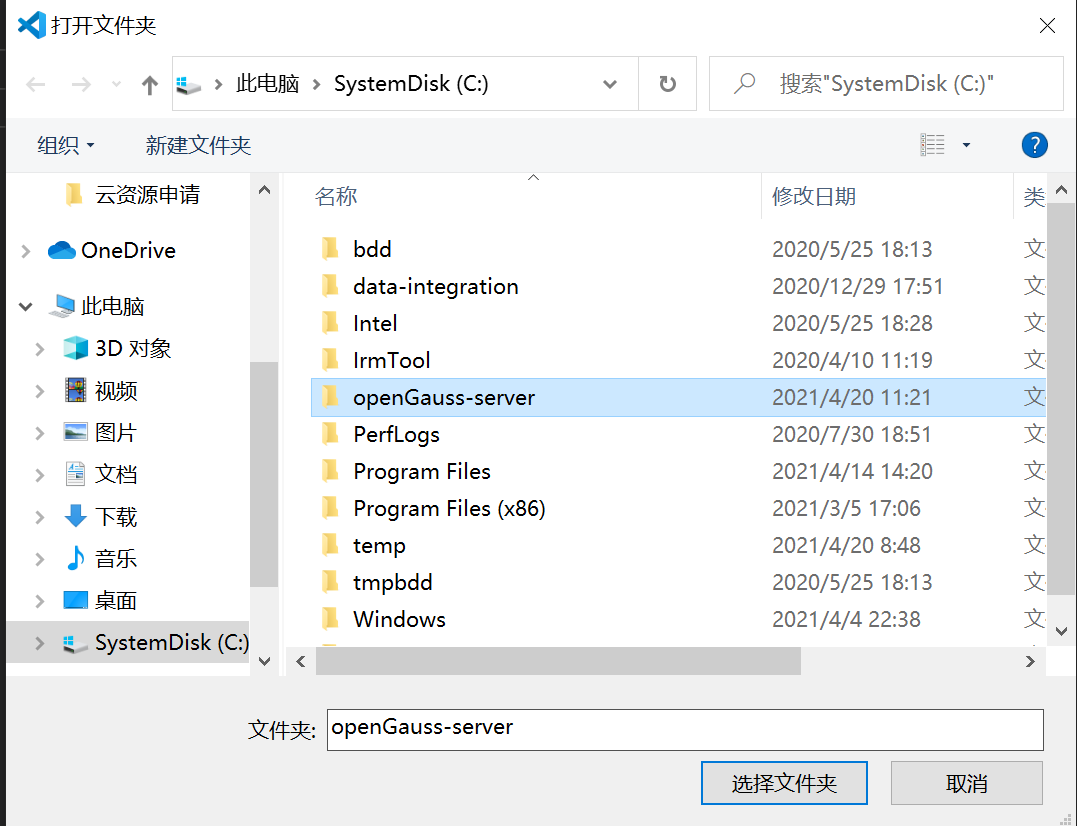 打开文件夹
此电脑 SystemDisk (C:) 搜索"SystemDisk (C:)"
组织 新建文件夹 ?
云资源申请
OneDrive
此电脑
3D 对象
视频
图片
文档
下载
音乐
桌面
SystemDisk (C:)
名称 修改日期 类
bdd 2020/5/25 18:13 文
data-integration 2020/12/29 17:51 文
Intel 2020/5/25 18:28 文
IrmTool 2020/4/10 11:19 文
openGauss-server 2021/4/20 11:21 文
PerfLogs 2020/7/30 18:51 文
Program Files 2021/4/14 14:20 文
Program Files (x86) 2021/3/5 17:06 文
temp 2021/4/20 8:48 文
tmpbdd 2020/5/25 18:13 文
Windows 2021/4/4 22:38 文
文件夹: openGauss-server
选择文件夹 取消